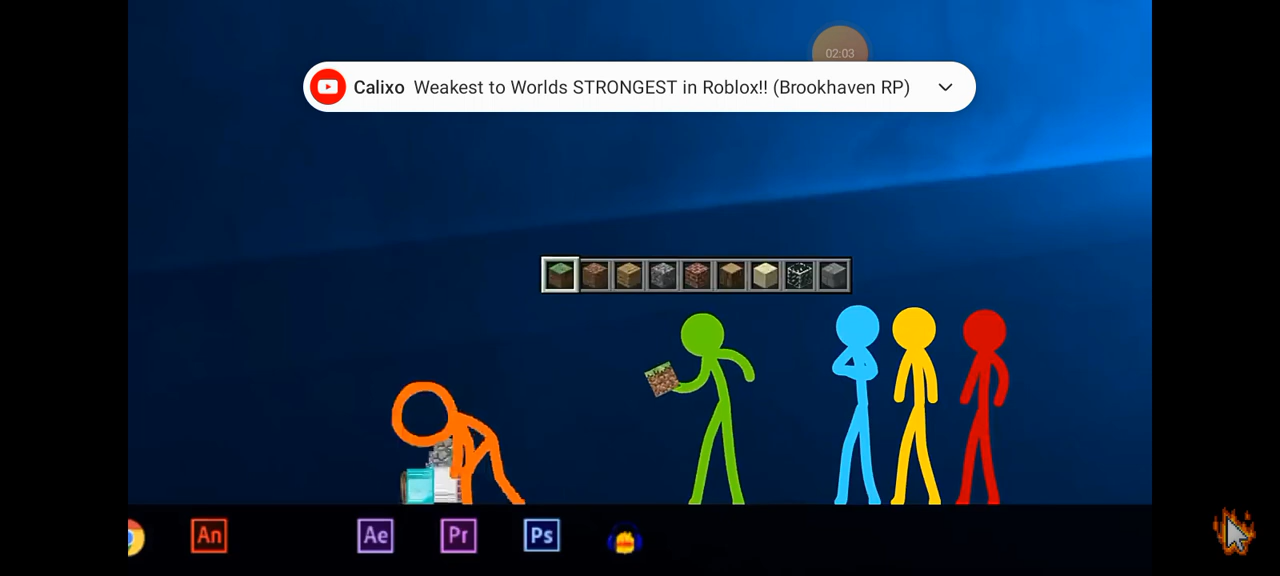 02:03
Calixo Weakest to Worlds STRONGEST in Roblox!! (Brookhaven RP)
An Ae Pr Ps